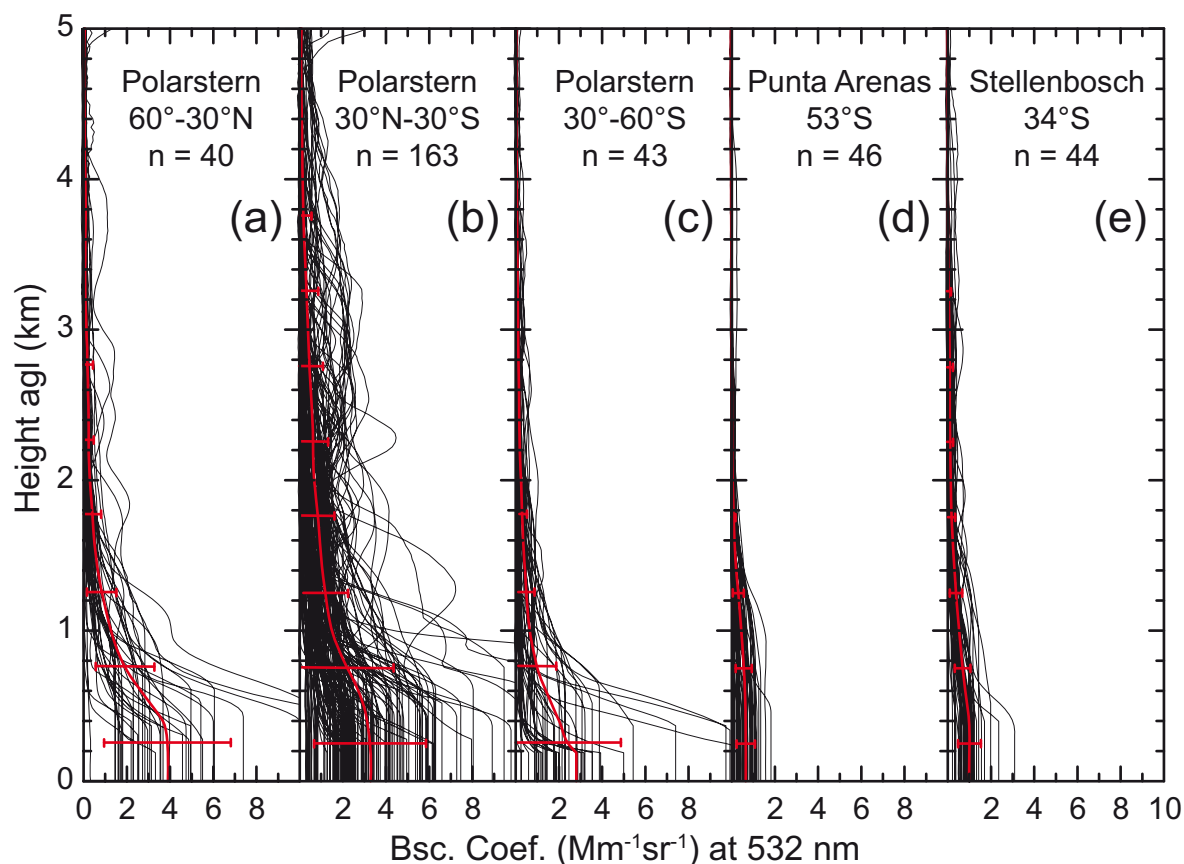 5
4
3
2
1
0
Height agl (km)
Polarstern
60°-30°N
n = 40
(a)
Polarstern
30°N-30°S
n = 163
(b)
Polarstern
30°-60°S
n = 43
(c)
Punta Arenas
53°S
n = 46
(d)
Stellenbosch
34°S
n = 44
(e)
0 2 4 6 8 2 4 6 8 2 4 6 8 2 4 6 8 2 4 6 8 10
Bsc. Coef. (Mm⁻¹sr⁻¹) at 532 nm